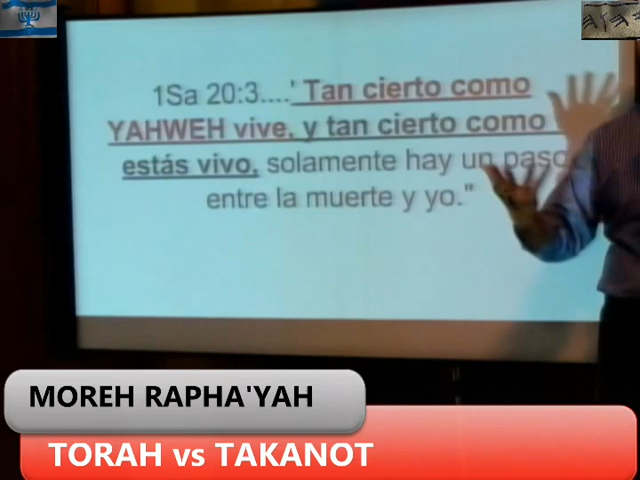 1Sa 20:3....' Tan cierto como
YAHWEH vive, y tan cierto como
estás vivo, solamente hay un paso
entre la muerte y yo."
MOREH RAPHA'YAH
TORAH vs TAKANOT